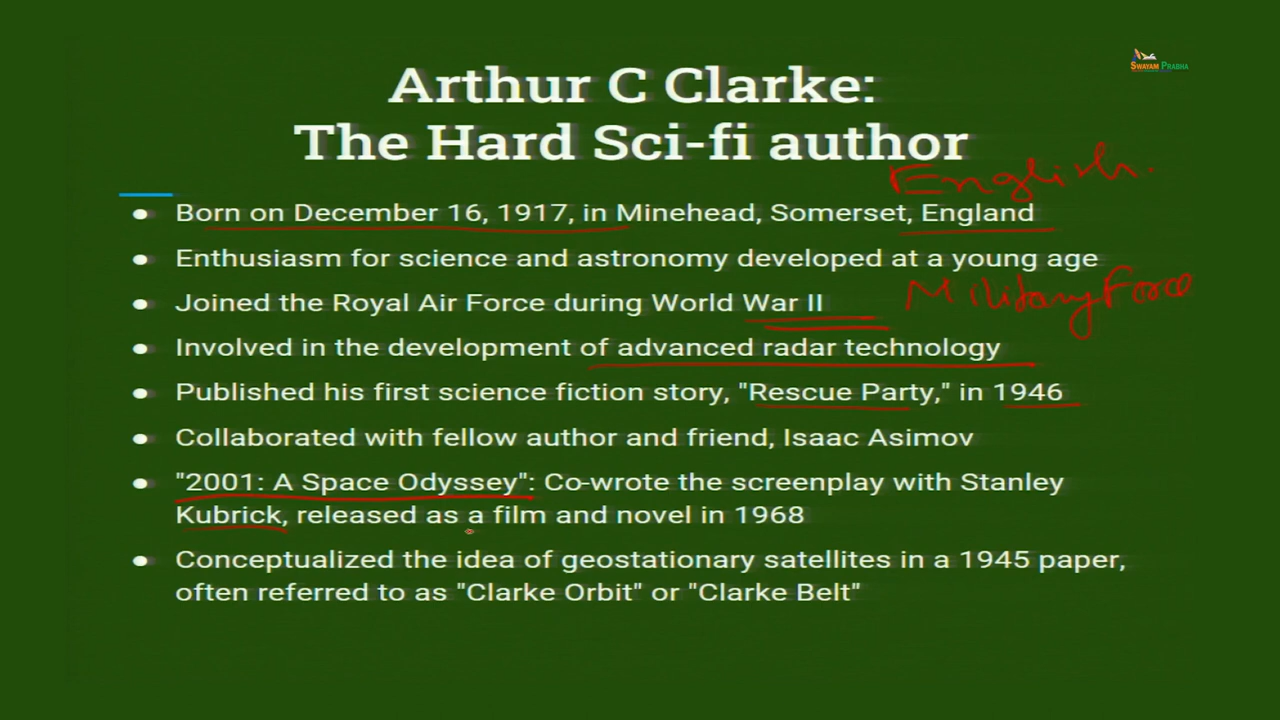 SWAYAM PRABHA
Arthur C Clarke:
The Hard Sci-fi author
English.
● Born on December 16, 1917, in Minehead, Somerset, England
● Enthusiasm for science and astronomy developed at a young age
● Joined the Royal Air Force during World War II
Military Force
● Involved in the development of advanced radar technology
● Published his first science fiction story, "Rescue Party," in 1946
● Collaborated with fellow author and friend, Isaac Asimov
● "2001: A Space Odyssey": Co-wrote the screenplay with Stanley
Kubrick, released as a film and novel in 1968
● Conceptualized the idea of geostationary satellites in a 1945 paper,
often referred to as "Clarke Orbit" or "Clarke Belt"